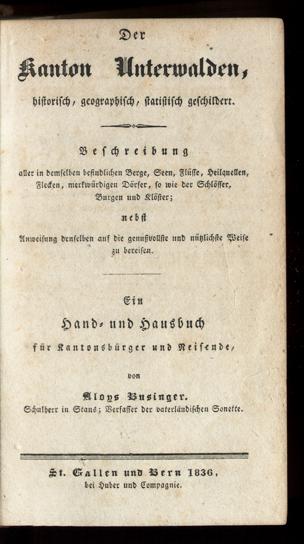 Der
Kanton Unterwalden,
historisch, geographisch, statistisch geschildert.
Beschreibung
aller in demselben befindlichen Berge, Seen, Flüsse, Heilquellen,
Flecken, merkwürdigen Dörfer, so wie der Schlösser,
Burgen und Klöster;
nebst
Anweisung denselben auf die genußvollste und nützlichste Weise
zu bereisen.
Ein
Hand- und Hausbuch
für Kantonsbürger und Reisende,
von
Aloys Businger.
Schulherr in Stans; Verfasser der vaterländischen Sonette.
St. Gallen und Bern 1836,
bei Huber und Compagnie.